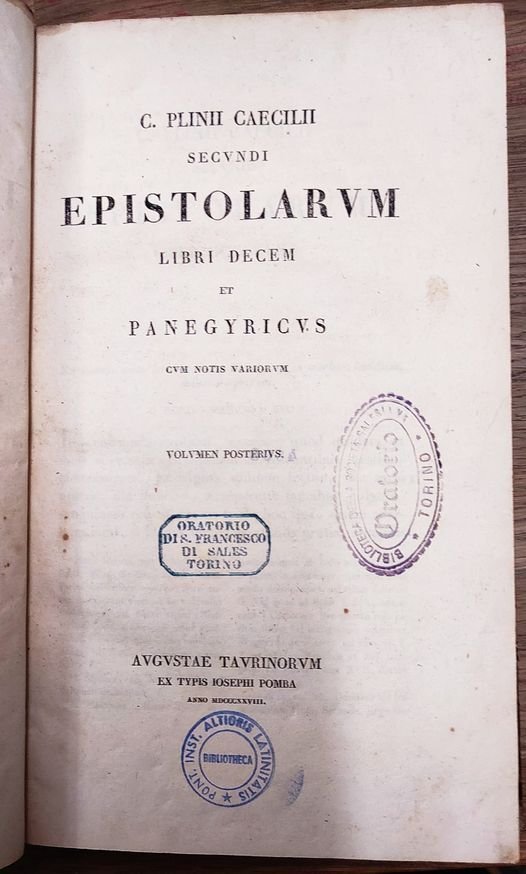 C. PLINII CAECILII
SECVNDI
EPISTOLARVM
LIBRI DECEM
ET
PANEGYRICVS
CVM NOTIS VARIORVM
VOLVMEN POSTERIVS.
BIBLIOTECA
Oratorio
TORINO
ORATORIO
DI S. FRANCESCO
DI SALES
TORINO
AVGVSTAE TAVRINORVM
EX TYPIS IOSEPHI POMBA
ANNO MDCCCXXVIII.
PONT. INST. ALTIORIS LATINITATIS
BIBLIOTHECA